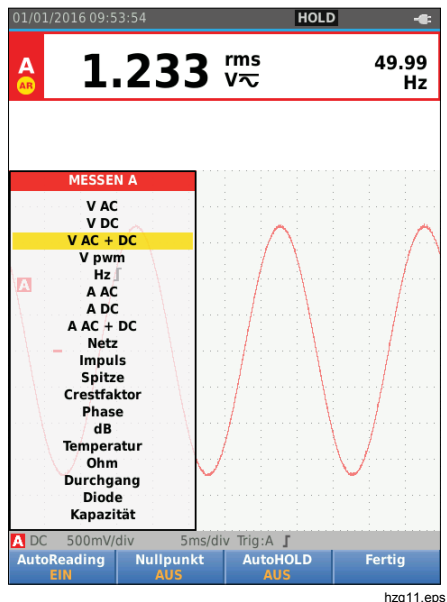 01/01/2016 09:53:54 HOLD
A
AR
1.233 rms V 49.99 Hz
MESSEN A
V AC
V DC
V AC + DC
V pwm
Hz
A AC
A DC
A AC + DC
Netz
Impuls
Spitze
Crestfaktor
Phase
dB
Temperatur
Ohm
Durchgang
Diode
Kapazität
A
A DC 500mV/div 5ms/div Trig:A
AutoReading Nullpunkt AutoHOLD Fertig
EIN AUS AUS
hzg11.eps